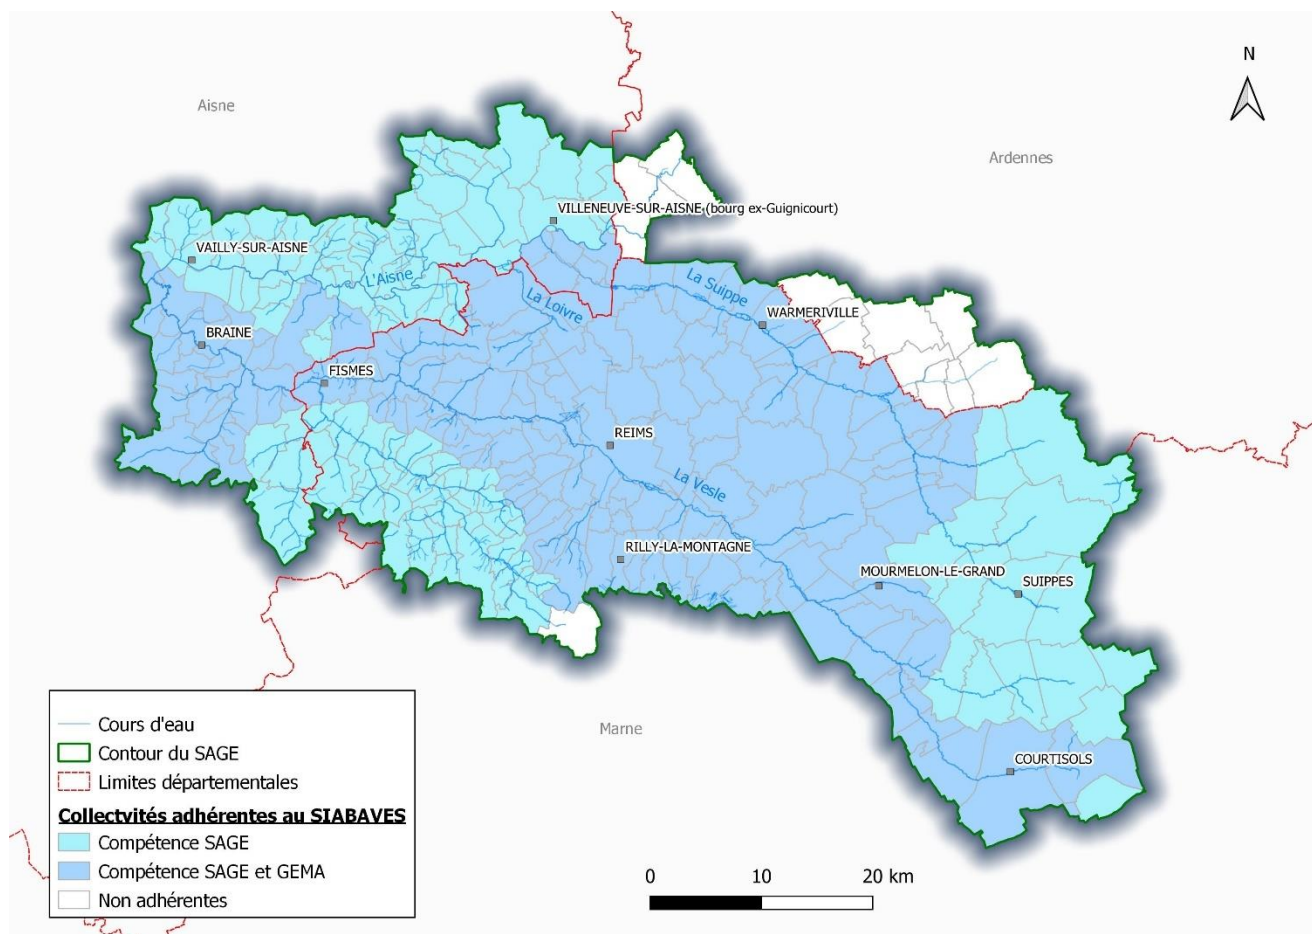 N
Aisne
Ardennes
VILLENEUVE-SUR-AISNE (bourg ex-Guignicourt)
VAILLY-SUR-AISNE
L'Aisne
La Suippe
La Loivre
WARMERIVILLE
BRAINE
FISMES
REIMS
La Vesle
RILLY-LA-MONTAGNE
MOURMELON-LE-GRAND
SUIPPES
Marne
COURTISOLS
Cours d'eau
Contour du SAGE
Limites départementales
Collectvités adhérentes au SIABAVES
Compétence SAGE
Compétence SAGE et GEMA
Non adhérentes
0 10 20 km